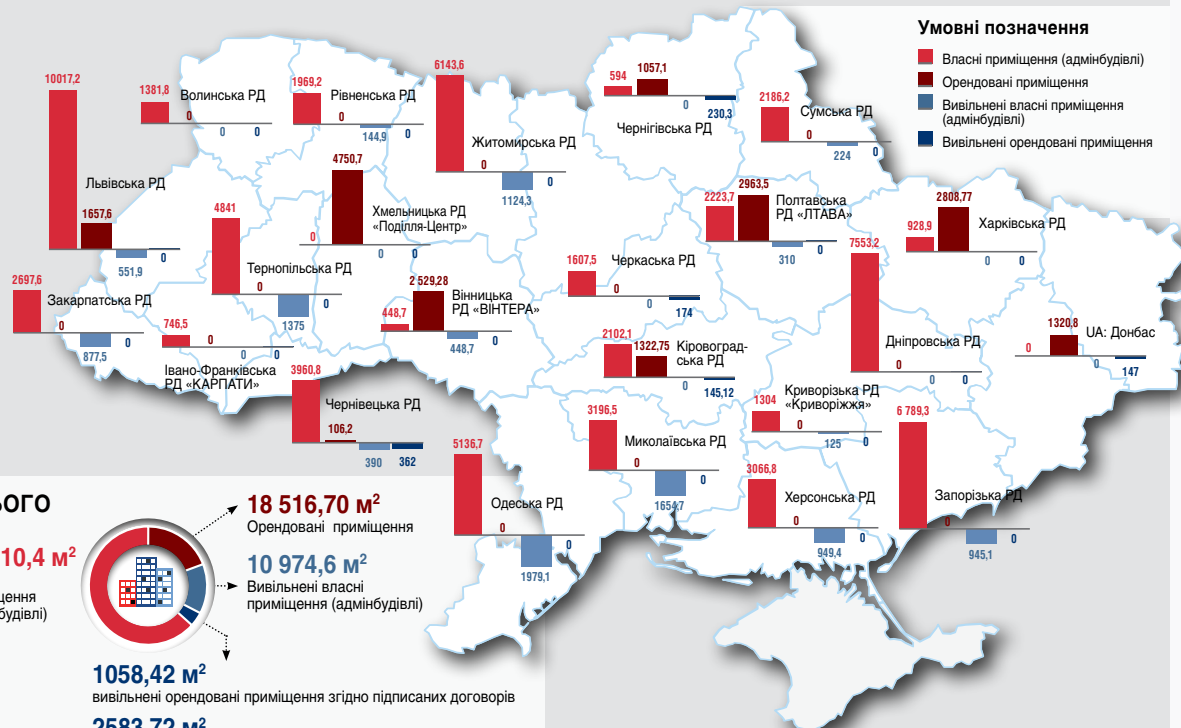 Умовні позначення
Власні приміщення (адмінбудівлі)
Орендовані приміщення
Вивільнені власні приміщення
(адмінбудівлі)
Вивільнені орендовані приміщення
10017,2
1657,6
551,9
0
Львівська РД
1381,8
0
0
0
Волинська РД
1969,2
0
144,9
0
Рівненська РД
6143,6
0
1124,3
0
Житомирська РД
594
1057,1
0
230,3
Чернігівська РД
2186,2
0
224
0
Сумська РД
4841
0
1375
0
Тернопільська РД
0
4750,7
0
0
Хмельницька РД
«Поділля-Центр»
2223,7
2963,5
310
0
Полтавська
РД «ЛТАВА»
928,9
2808,77
0
0
Харківська РД
2697,6
0
877,5
0
Закарпатська РД
746,5
0
0
0
Івано-Франківська
РД «КАРПАТИ»
448,7
2 529,28
448,7
0
Вінницька
РД «ВІНТЕРА»
1607,5
0
0
174
Черкаська РД
7553,2
0
0
0
Дніпровська РД
0
1320,8
0
147
UA: Донбас
3960,8
106,2
390
362
Чернівецька РД
2102,1
1322,75
0
145,12
Кіровоград-
ська РД
1304
0
125
0
Криворізька РД
«Криворіжжя»
5136,7
0
1979,1
0
Одеська РД
3196,5
0
1654,7
0
Миколаївська РД
3066,8
0
949,4
0
Херсонська РД
6 789,3
0
945,1
0
Запорізька РД
ЬОГО
10,4 м²
18 516,70 м²
Орендовані приміщення
10 974,6 м²
Вивільнені власні
приміщення (адмінбудівлі)
1058,42 м²
вивільнені орендовані приміщення згідно підписаних договорів
2583,72 м²